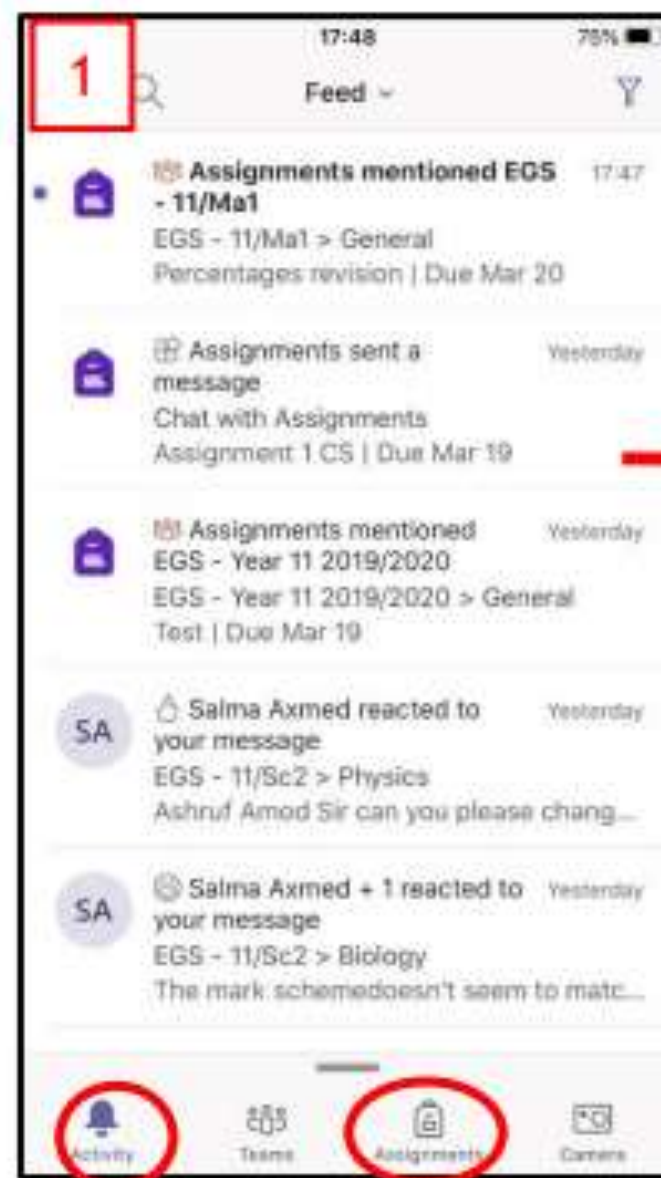 17:48 75%
1
Feed
Assignments mentioned EGS 17:47
- 11/Ma1
EGS - 11/Ma1 > General
Percentages revision | Due Mar 20
Assignments sent a Yesterday
message
Chat with Assignments
Assignment 1 CS | Due Mar 19
Assignments mentioned Yesterday
EGS - Year 11 2019/2020
EGS - Year 11 2019/2020 > General
Test | Due Mar 19
SA
Salma Axmed reacted to Yesterday
your message
EGS - 11/Sc2 > Physics
Ashruf Amod Sir can you please chang...
SA
Salma Axmed + 1 reacted to Yesterday
your message
EGS - 11/Sc2 > Biology
The mark schemedoesn't seem to matc...
Activity Teams Assignments Camera